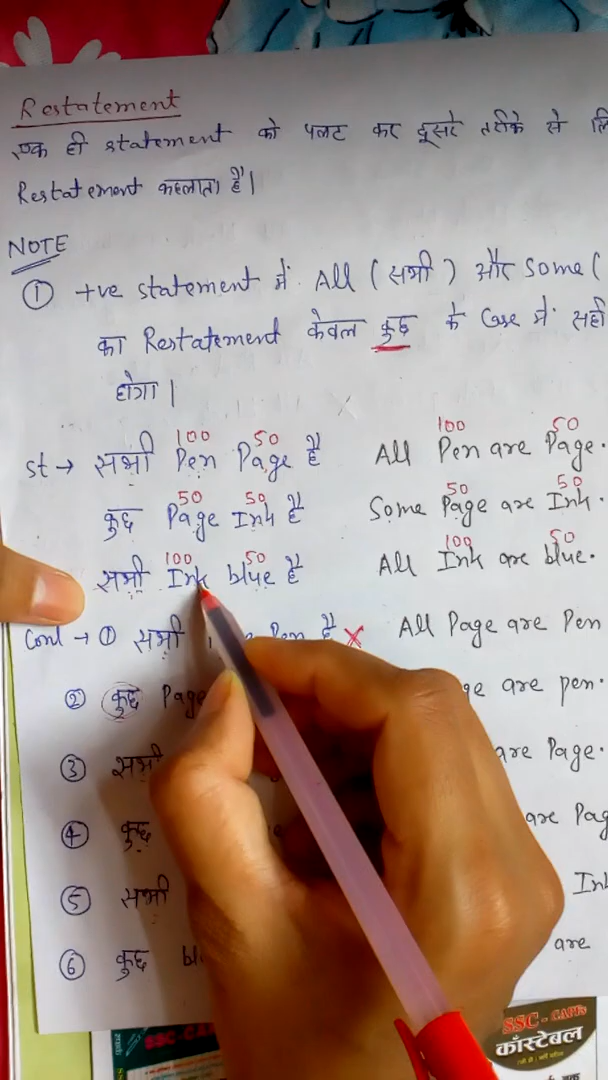 Restatement
एक ही statement को पलट कर दूसरे तरीके से
Restatement कहलाता है।
NOTE
① +ve statement में All (सभी) और some (
का Restatement केवल कुछ के Case में सही
होगा।
100 50 100 50
st → सभी Pen Page है All Pen are Page.
50 50 50 50
कुछ Page Ink है Some Page are Ink.
100 50 100 50
सभी Ink blue है All Ink are blue.
Conl → ① सभी Pen है × All Page are Pen
② कुछ Page are pen.
③ सभी are Page.
④ कुछ are
⑤ सभी
⑥ कुछ are
SSC - CAPFs
कॉंस्टेबल